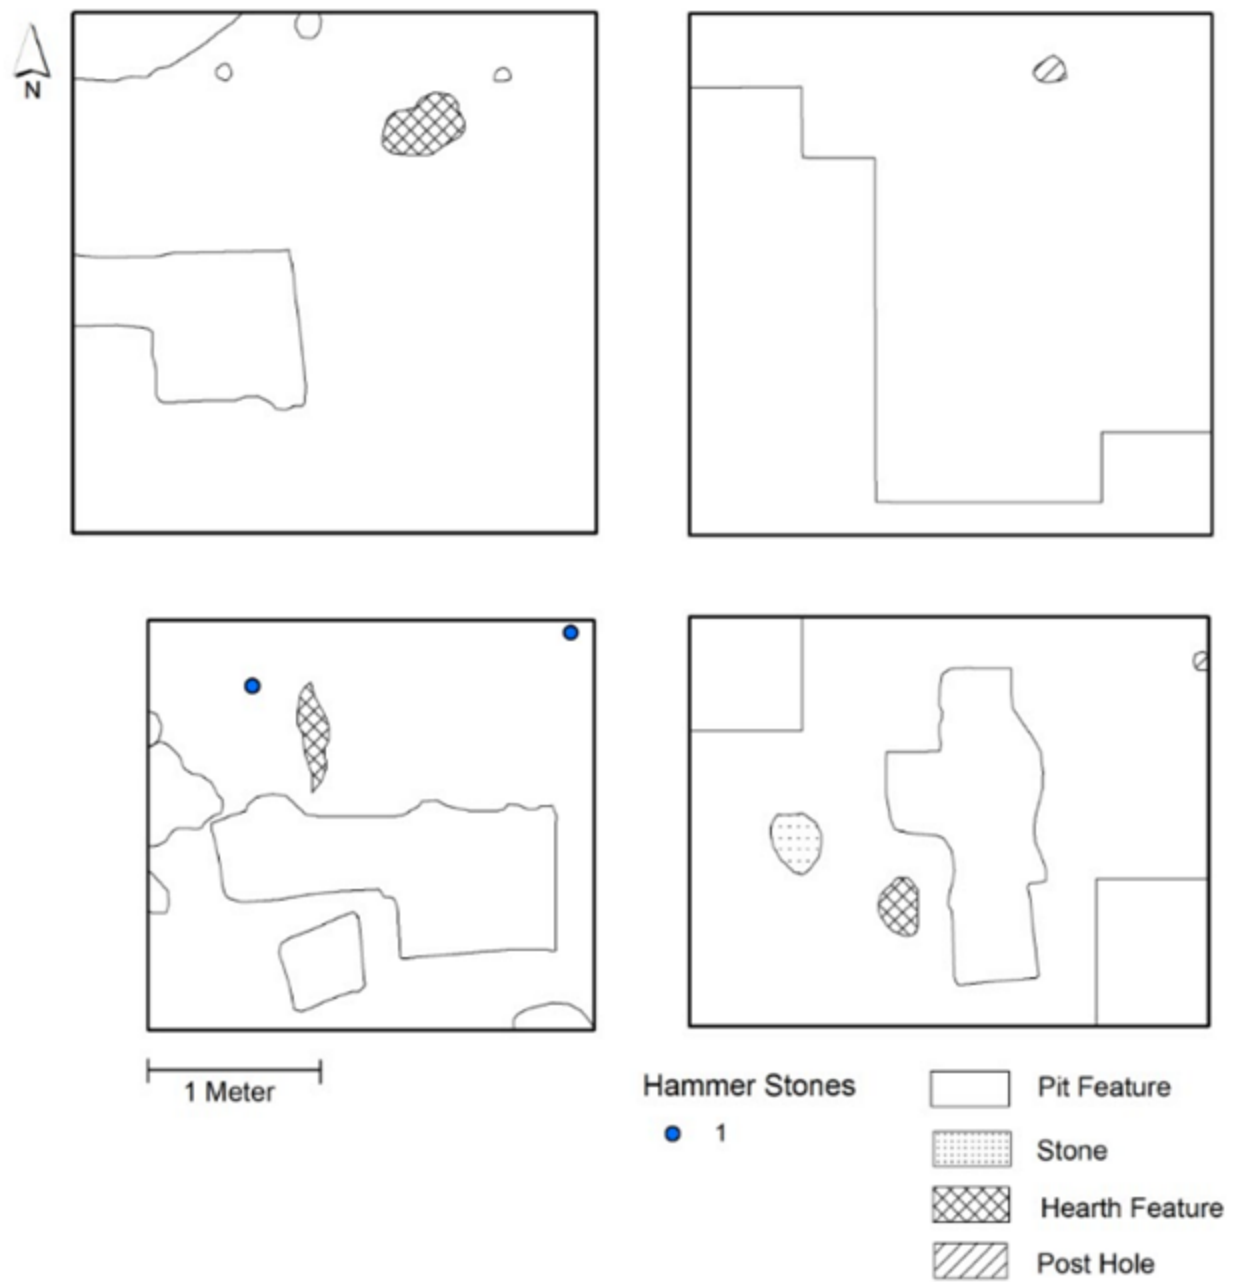 N
1 Meter
Hammer Stones
1
Pit Feature
Stone
Hearth Feature
Post Hole